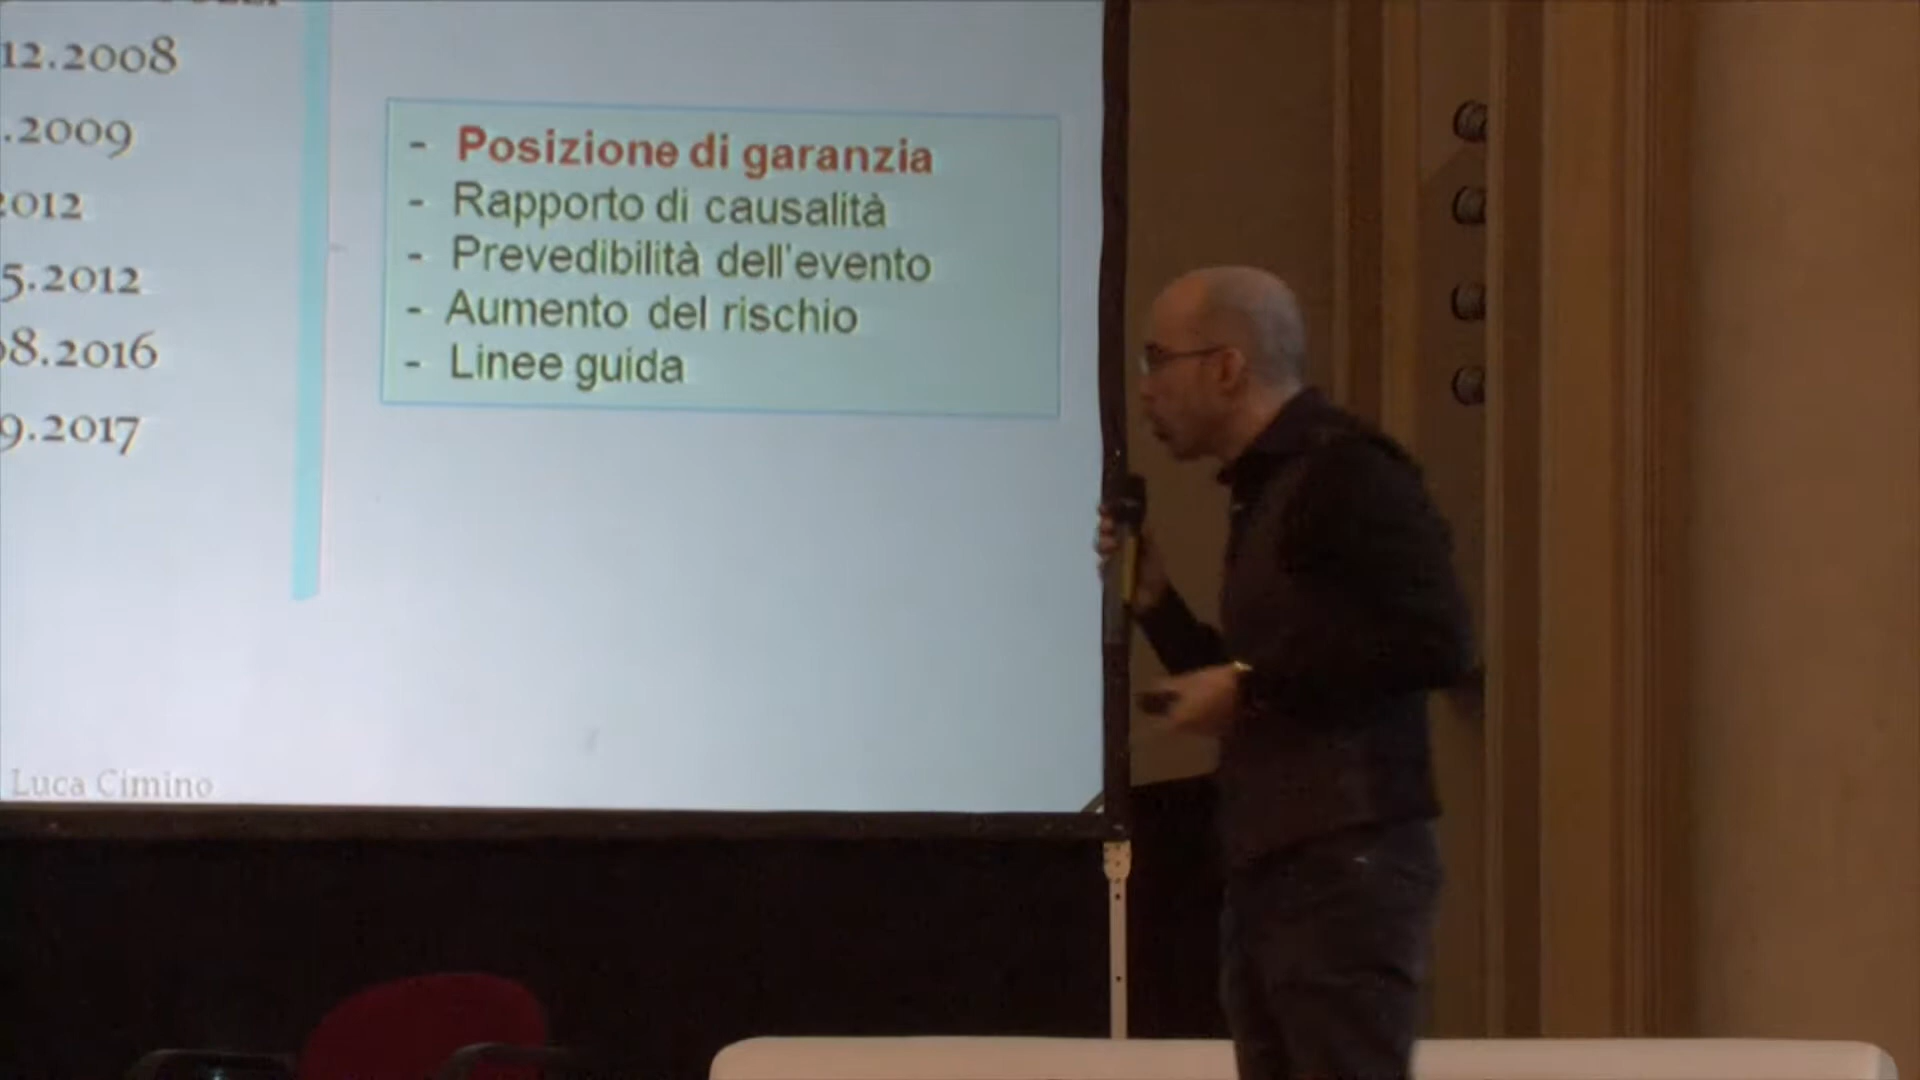 12.2008
.2009
2012
5.2012
08.2016
9.2017
- Posizione di garanzia
- Rapporto di causalità
- Prevedibilità dell'evento
- Aumento del rischio
- Linee guida
Luca Cimino